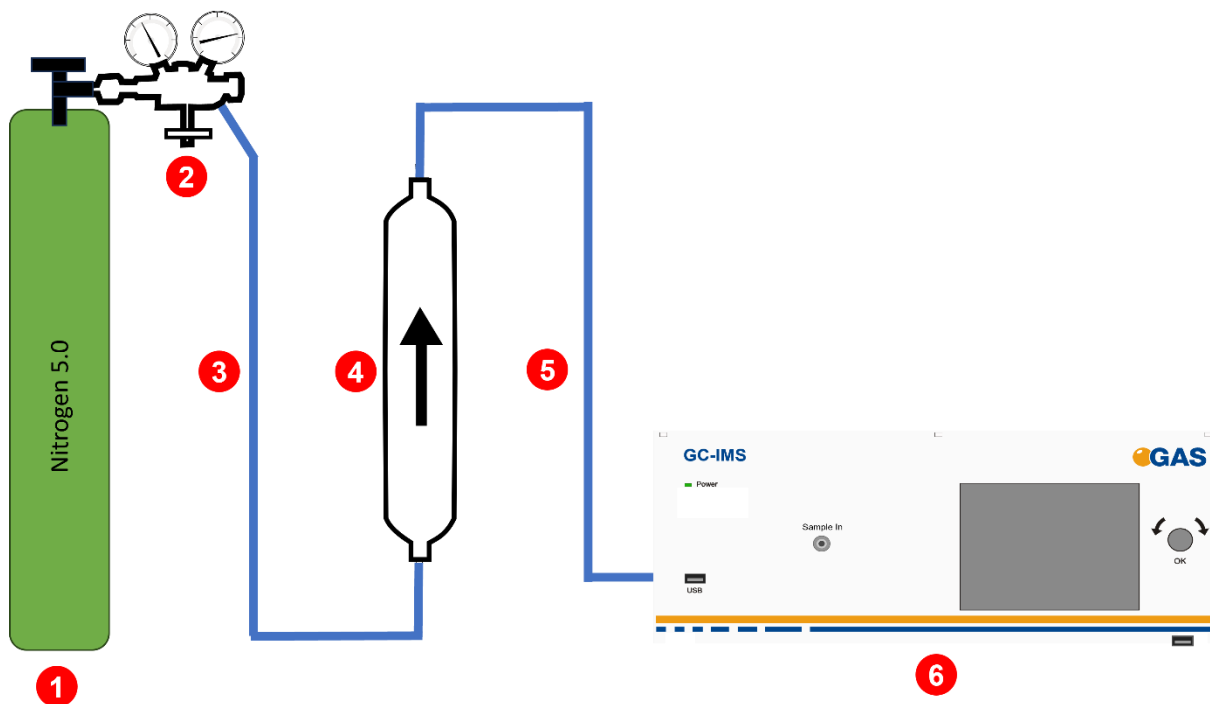 Nitrogen 5.0
1
2
3
4
5
GC-IMS
GAS
Power
Sample In
USB
OK
6